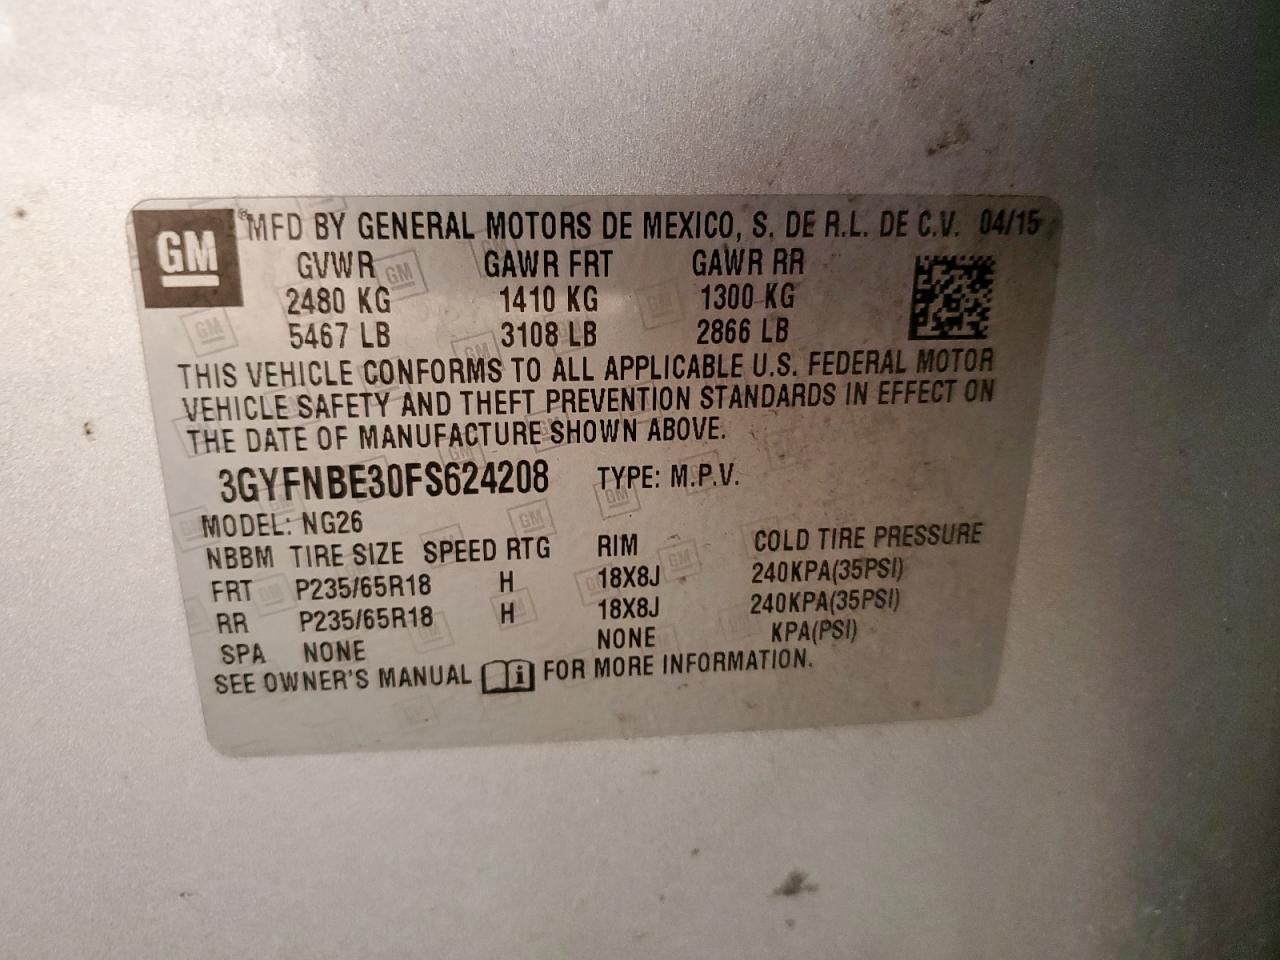 GM ® MFD BY GENERAL MOTORS DE MEXICO, S. DE R.L. DE C.V. 04/15
GVWR GAWR FRT GAWR RR
2480 KG 1410 KG 1300 KG
5467 LB 3108 LB 2866 LB
THIS VEHICLE CONFORMS TO ALL APPLICABLE U.S. FEDERAL MOTOR
VEHICLE SAFETY AND THEFT PREVENTION STANDARDS IN EFFECT ON
THE DATE OF MANUFACTURE SHOWN ABOVE.
3GYFNBE30FS624208 TYPE: M.P.V.
MODEL: NG26
NBBM TIRE SIZE SPEED RTG RIM COLD TIRE PRESSURE
FRT P235/65R18 H 18X8J 240KPA(35PSI)
RR P235/65R18 H 18X8J 240KPA(35PSI)
SPA NONE NONE KPA(PSI)
SEE OWNER'S MANUAL i FOR MORE INFORMATION.